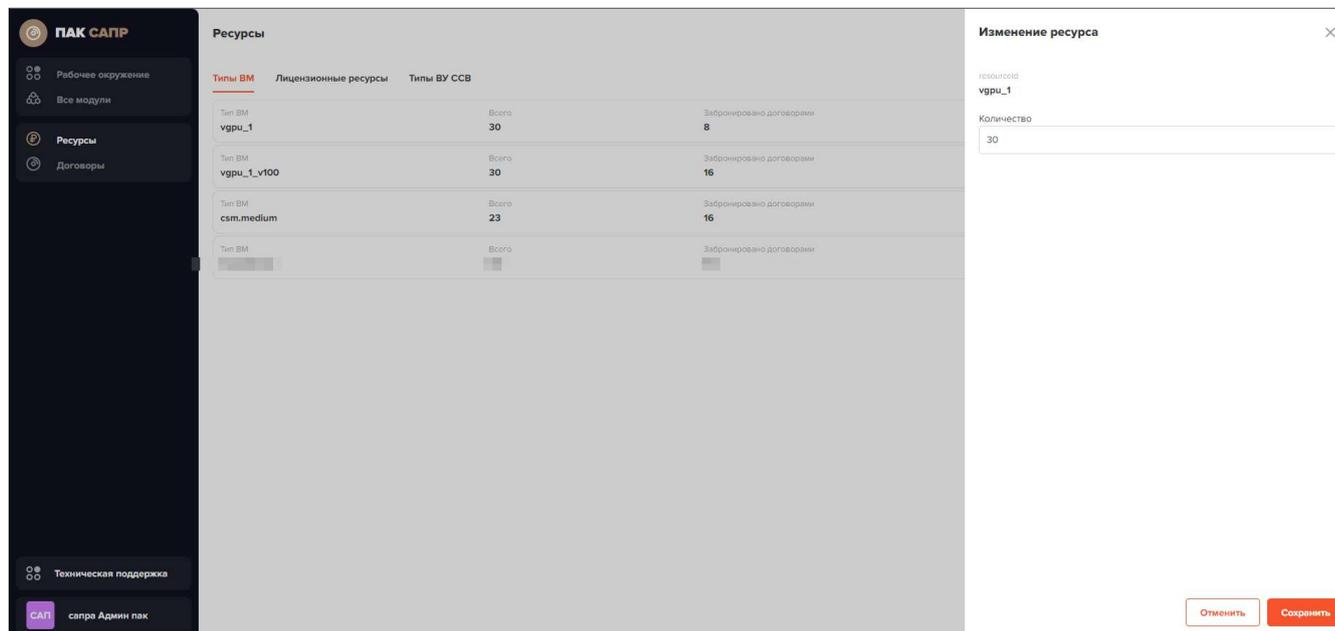 ПАК САПР
Рабочее окружение
Все модули
Ресурсы
Договоры
Техническая поддержка
САП
сапра Админ пак
Ресурсы
Типы ВМ Лицензионные ресурсы Типы ВУ ССВ
Тип ВМ Всего Забронировано договорами
vgpu_1 30 8
Тип ВМ Всего Забронировано договорами
vgpu_1_v100 30 16
Тип ВМ Всего Забронировано договорами
csm.medium 23 16
Тип ВМ Всего Забронировано договорами
Изменение ресурса
resourceId
vgpu_1
Количество
30
Отменить Сохранить